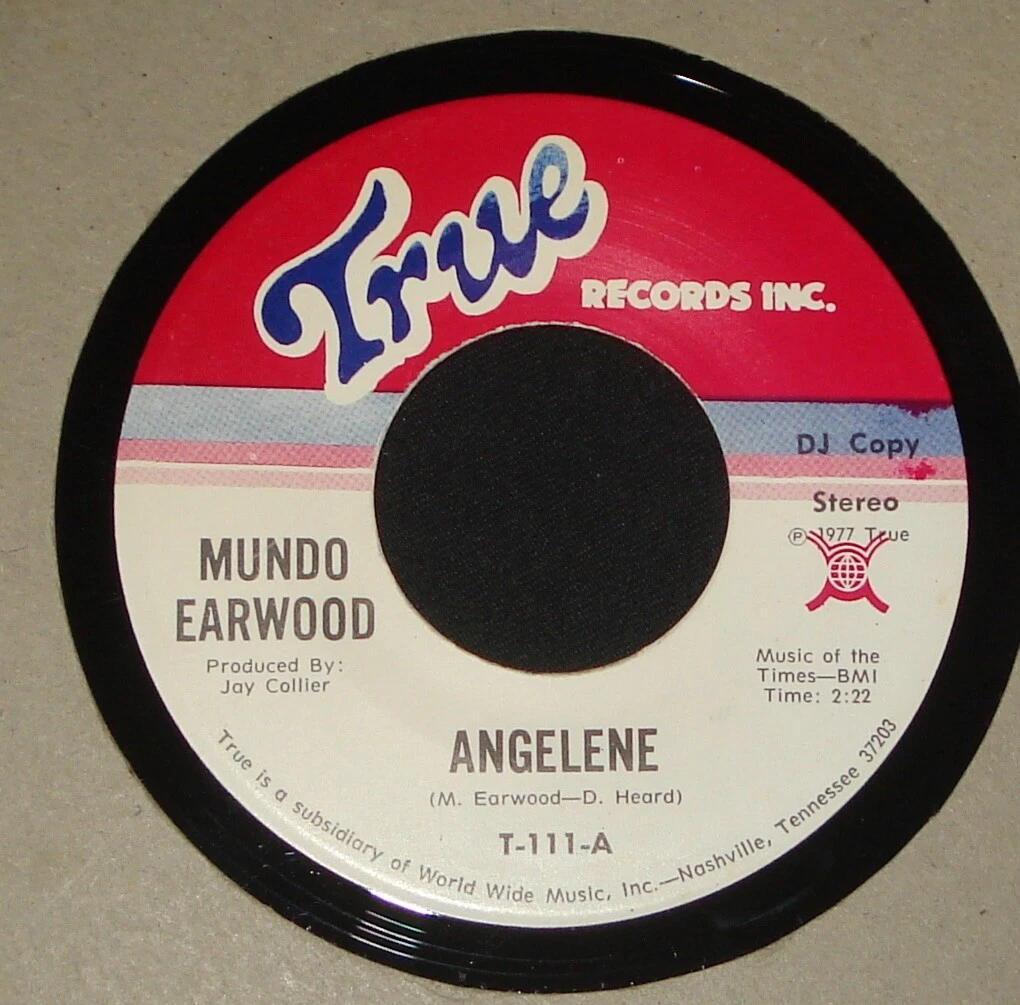 True
RECORDS INC.
DJ Copy
Stereo
Ⓟ 1977 True
MUNDO
EARWOOD
Produced By:
Jay Collier
Music of the
Times—BMI
Time: 2:22
ANGELENE
(M. Earwood—D. Heard)
T-111-A
True is a subsidiary of World Wide Music, Inc.—Nashville, Tennessee 37203